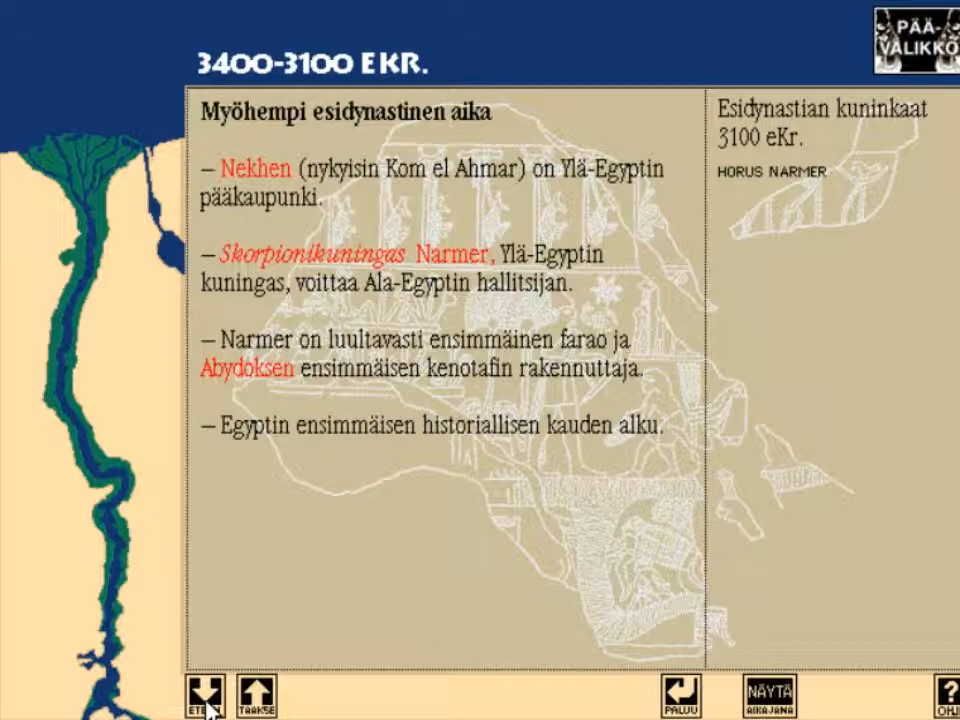 PÄÄ-
VALIKKO
3400-3100 EKR.
Myöhempi esidynastinen aika
– Nekhen (nykyisin Kom el Ahmar) on Ylä-Egyptin
pääkaupunki.
– Skorpionikuningas Narmer, Ylä-Egyptin
kuningas, voittaa Ala-Egyptin hallitsijan.
– Narmer on luultavasti ensimmäinen farao ja
Abydoksen ensimmäisen kenotafin rakennuttaja.
– Egyptin ensimmäisen historiallisen kauden alku.
Esidynastian kuninkaat
3100 eKr.
HORUS NARMER
TAAKSE
PALUU
NÄYTÄ
AIKAJANA
?